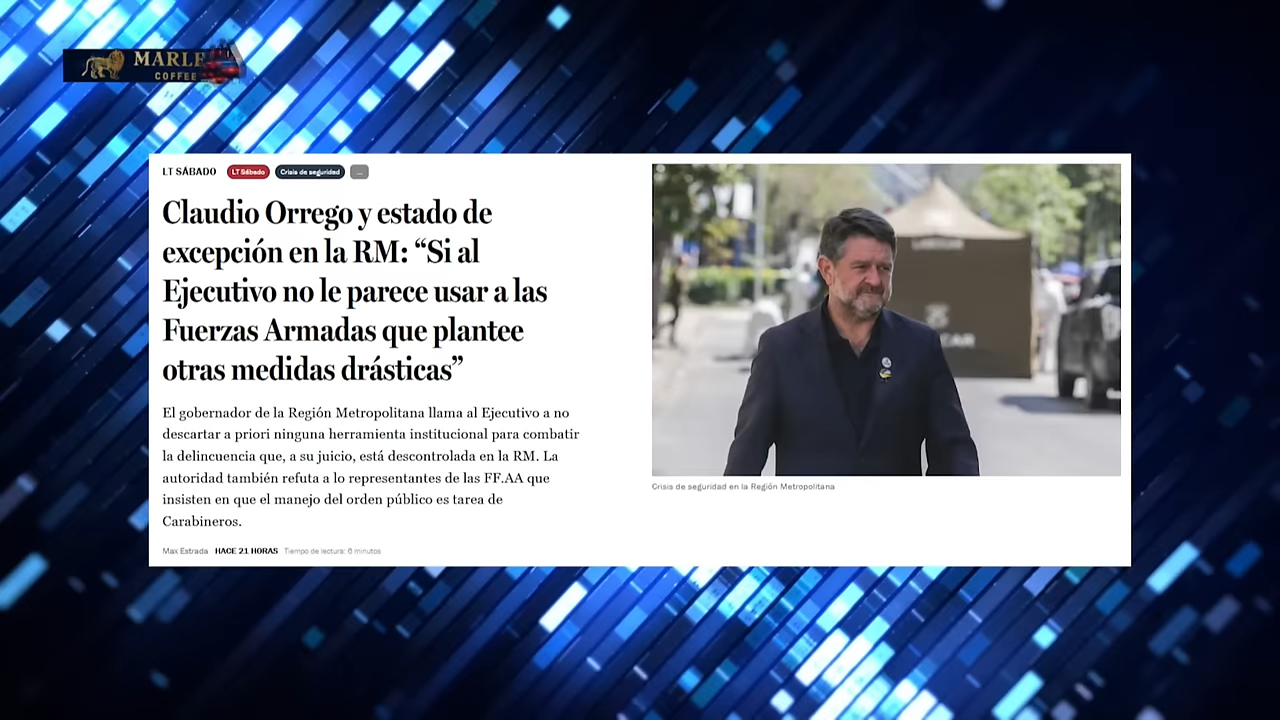 MARLE
COFFEE
LT SÁBADO LT Sábado Crisis de seguridad ...
Claudio Orrego y estado de
excepción en la RM: “Si al
Ejecutivo no le parece usar a las
Fuerzas Armadas que plantee
otras medidas drásticas”
El gobernador de la Región Metropolitana llama al Ejecutivo a no
descartar a priori ninguna herramienta institucional para combatir
la delincuencia que, a su juicio, está descontrolada en la RM. La
autoridad también refuta a lo representantes de las FF.AA que
insisten en que el manejo del orden público es tarea de
Carabineros.
Max Estrada HACE 21 HORAS Tiempo de lectura: 6 minutos
Crisis de seguridad en la Región Metropolitana